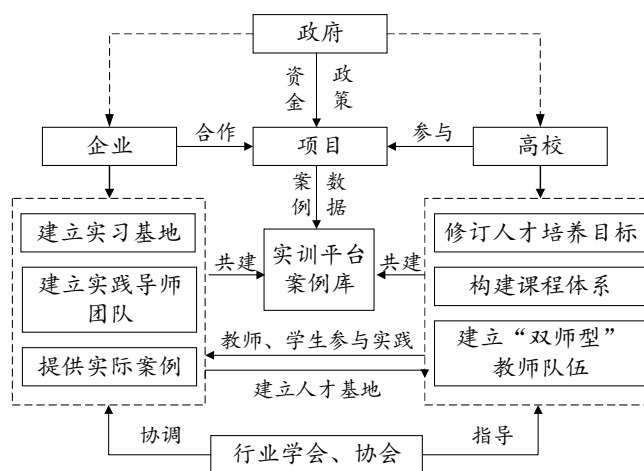 政府
资金
政策
企业
合作
项目
参与
高校
案例
数据
建立实习基地
建立实践导师
团队
提供实际案例
共建
实训平台
案例库
共建
修订人才培养目标
构建课程体系
建立“双师型”
教师队伍
教师、学生参与实践
建立人才基地
协调
行业学会、协会
指导